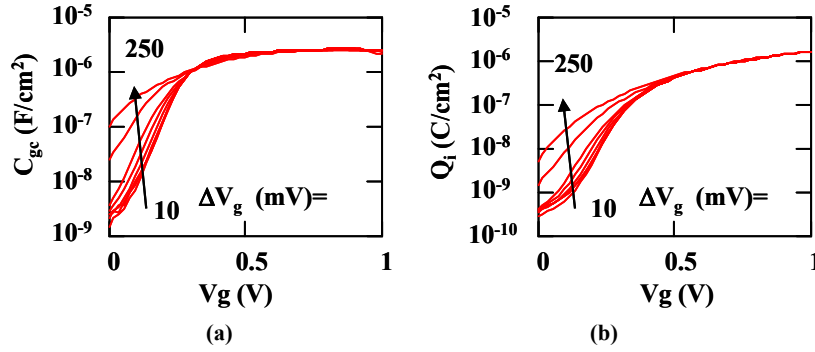 10⁻⁵
10⁻⁶
10⁻⁷
10⁻⁸
10⁻⁹
C_gc (F/cm²)
250
10 ΔV_g (mV)=
0 0.5 1
Vg (V)
(a)
10⁻⁵
10⁻⁶
10⁻⁷
10⁻⁸
10⁻⁹
10⁻¹⁰
Q_i (C/cm²)
250
10 ΔV_g (mV)=
0 0.5 1
Vg (V)
(b)